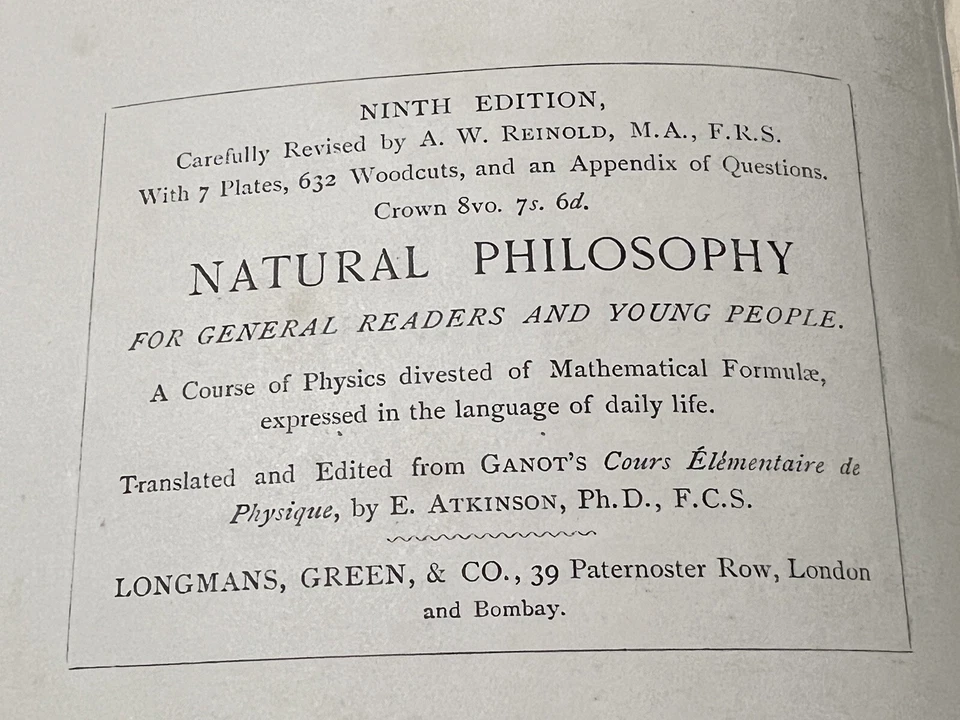 NINTH EDITION,
Carefully Revised by A. W. REINOLD, M.A., F.R.S.
With 7 Plates, 632 Woodcuts, and an Appendix of Questions.
Crown 8vo. 7s. 6d.
NATURAL PHILOSOPHY
FOR GENERAL READERS AND YOUNG PEOPLE.
A Course of Physics divested of Mathematical Formulæ,
expressed in the language of daily life.
Translated and Edited from GANOT'S Cours Élémentaire de
Physique, by E. ATKINSON, Ph.D., F.C.S.
LONGMANS, GREEN, & CO., 39 Paternoster Row, London
and Bombay.